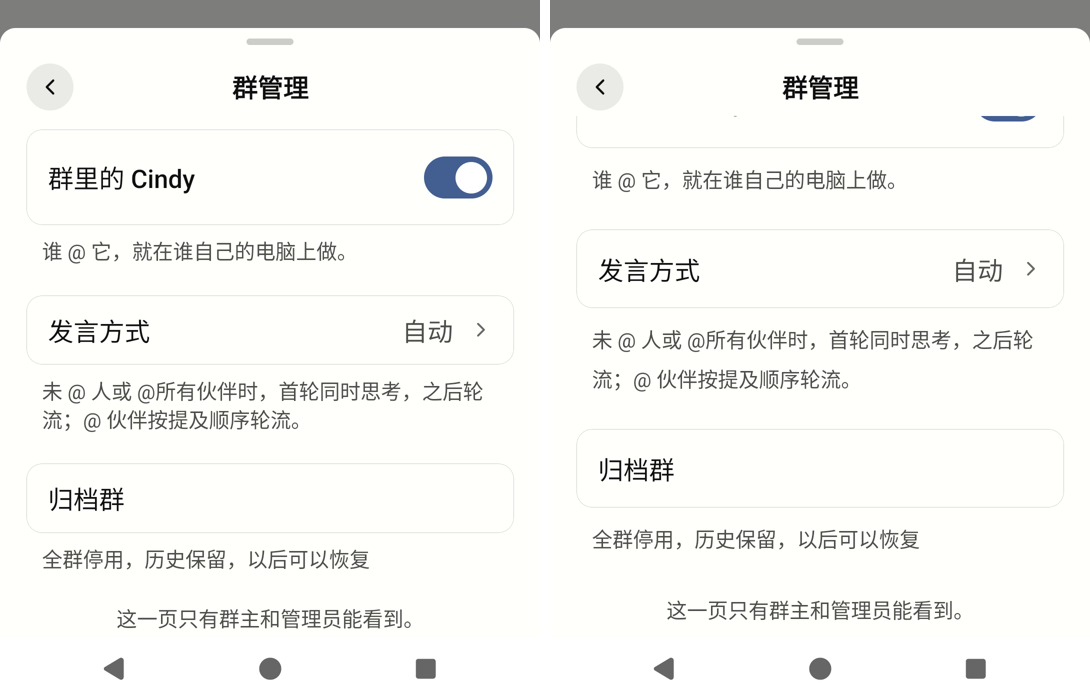 群管理
群里的 Cindy
谁 @ 它，就在谁自己的电脑上做。
发言方式 自动
未 @ 人或 @所有伙伴时，首轮同时思考，之后轮
流；@ 伙伴按提及顺序轮流。
归档群
全群停用，历史保留，以后可以恢复
这一页只有群主和管理员能看到。
群管理
谁 @ 它，就在谁自己的电脑上做。
发言方式 自动
未 @ 人或 @所有伙伴时，首轮同时思考，之后轮
流；@ 伙伴按提及顺序轮流。
归档群
全群停用，历史保留，以后可以恢复
这一页只有群主和管理员能看到。